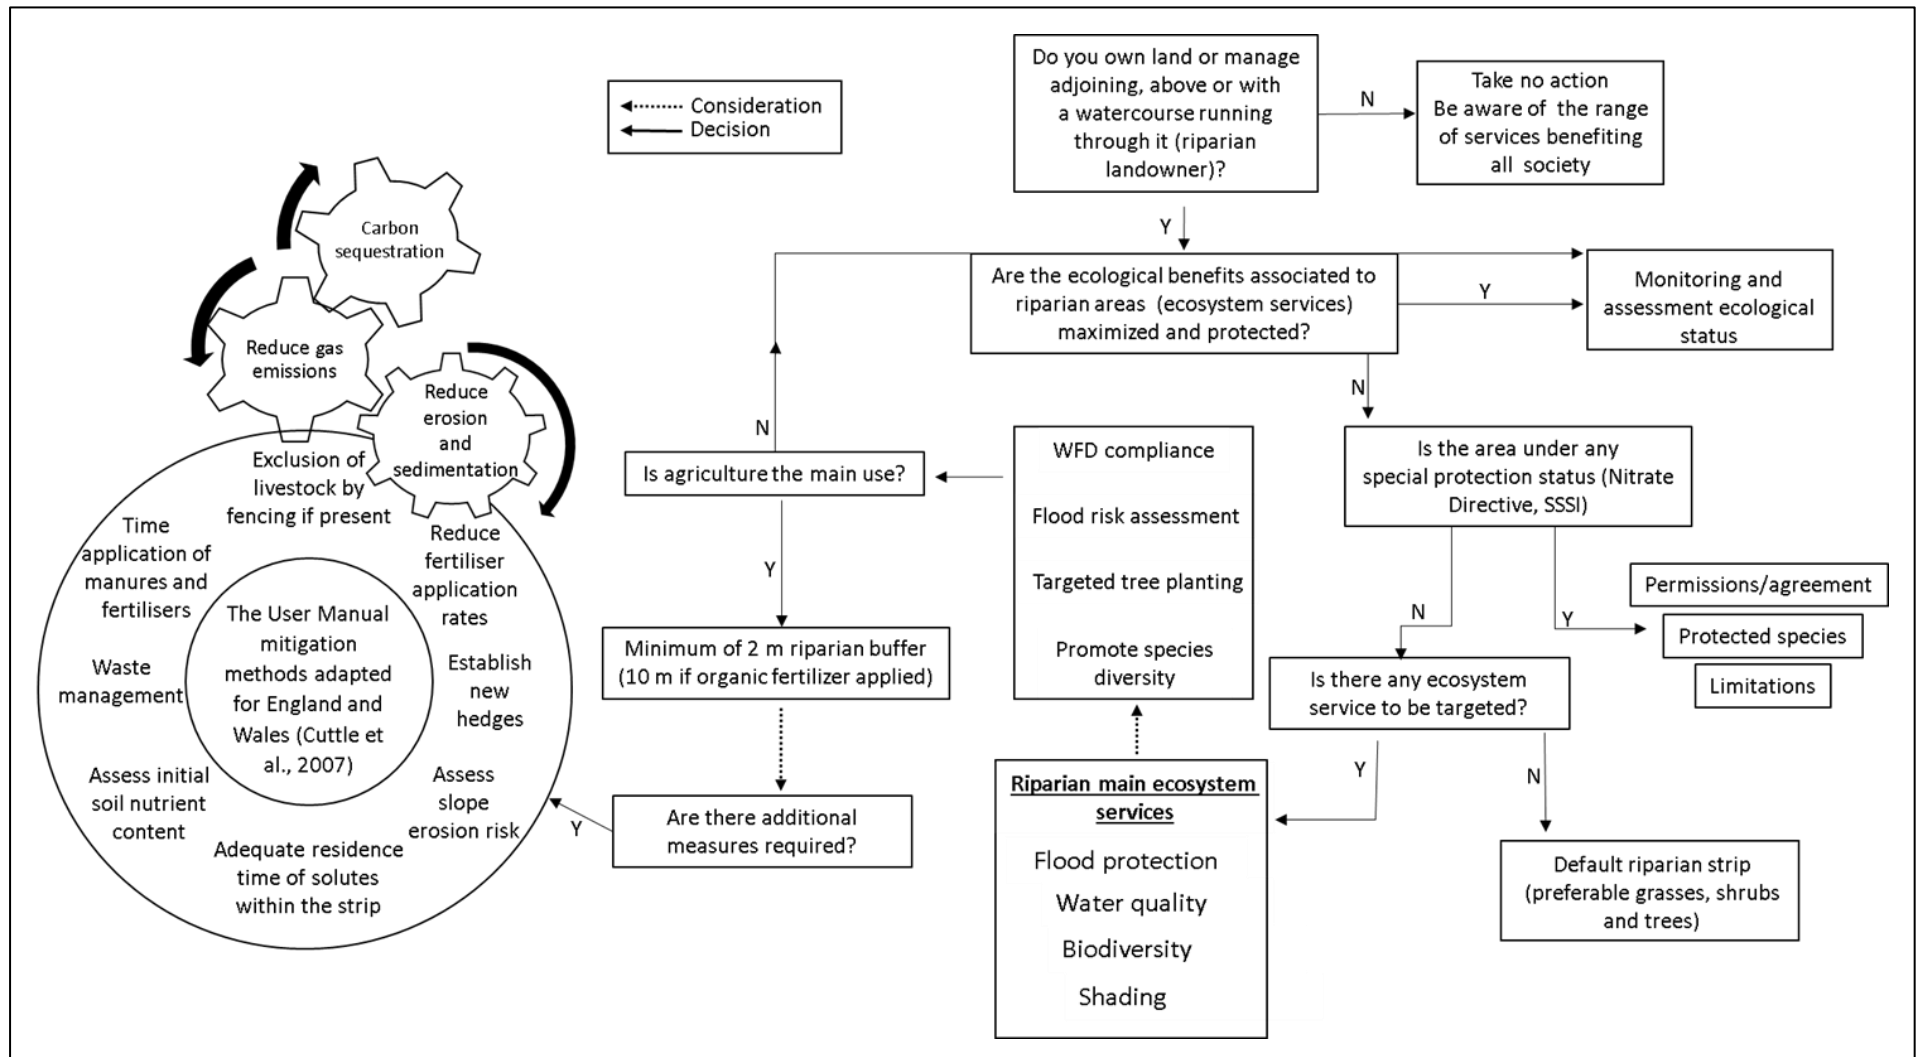 Do you own land or manage
adjoining, above or with
a watercourse running
through it (riparian
landowner)?
N
Take no action
Be aware of the range
of services benefiting
all society
Consideration
Decision
Y
Are the ecological benefits associated to
riparian areas (ecosystem services)
maximized and protected?
Y
Monitoring and
assessment ecological
status
N
Is the area under any
special protection status (Nitrate
Directive, SSSI)
N
Y
Permissions/agreement
Protected species
Limitations
Is there any ecosystem
service to be targeted?
Y
N
Default riparian strip
(preferable grasses, shrubs
and trees)
Riparian main ecosystem
services
Flood protection
Water quality
Biodiversity
Shading
WFD compliance
Flood risk assessment
Targeted tree planting
Promote species
diversity
Is agriculture the main use?
N
Y
Minimum of 2 m riparian buffer
(10 m if organic fertilizer applied)
Are there additional
measures required?
Y
Carbon
sequestration
Reduce gas
emissions
Reduce
erosion
and
sedimentation
Exclusion of
livestock by
fencing if present
Time
application of
manures and
fertilisers
Reduce
fertiliser
application
rates
Waste
management
The User Manual
mitigation
methods adapted
for England and
Wales (Cuttle et
al., 2007)
Establish
new
hedges
Assess initial
soil nutrient
content
Assess
slope
erosion risk
Adequate residence
time of solutes
within the strip